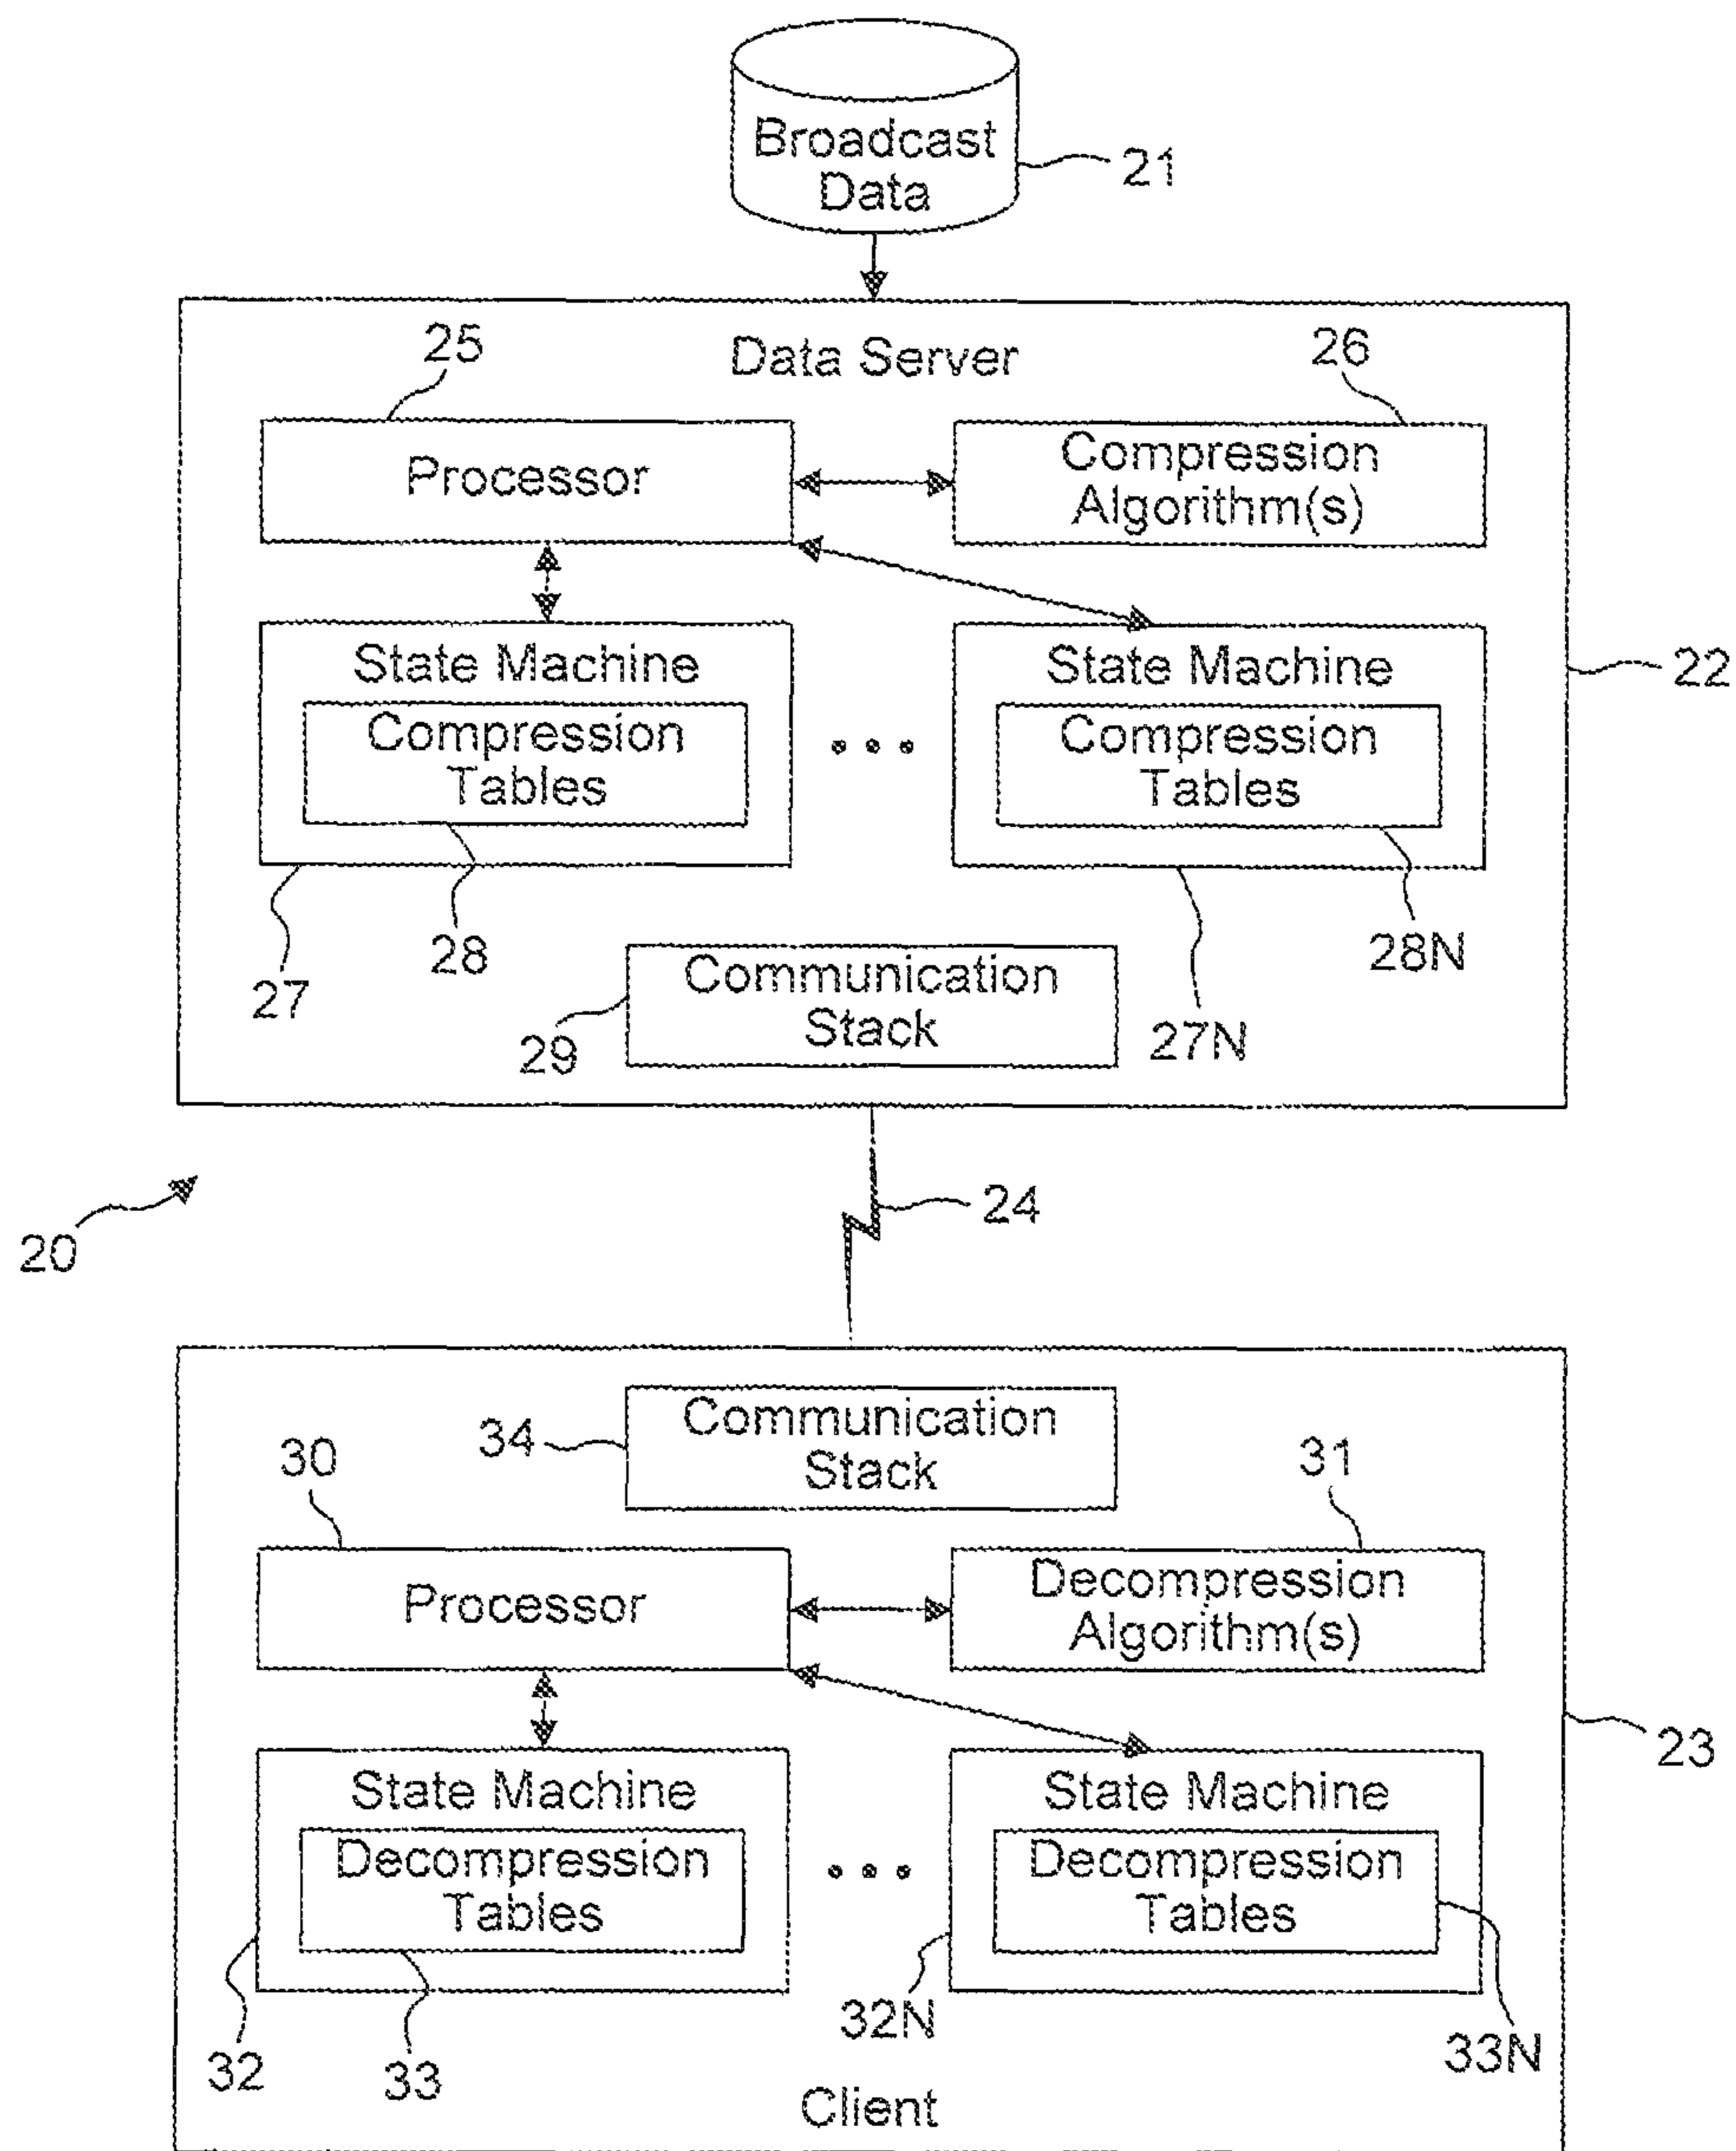 Broadcast
Data
21
Data Server
25
26
Processor
Compression
Algorithm(s)
State Machine
State Machine
22
Compression
Tables
Compression
Tables
28
28N
27
27N
Communication
Stack
29
24
20
Communication
Stack
34
30
31
Processor
Decompression
Algorithm(s)
23
State Machine
State Machine
Decompression
Tables
Decompression
Tables
32N
33N
32
33
Client